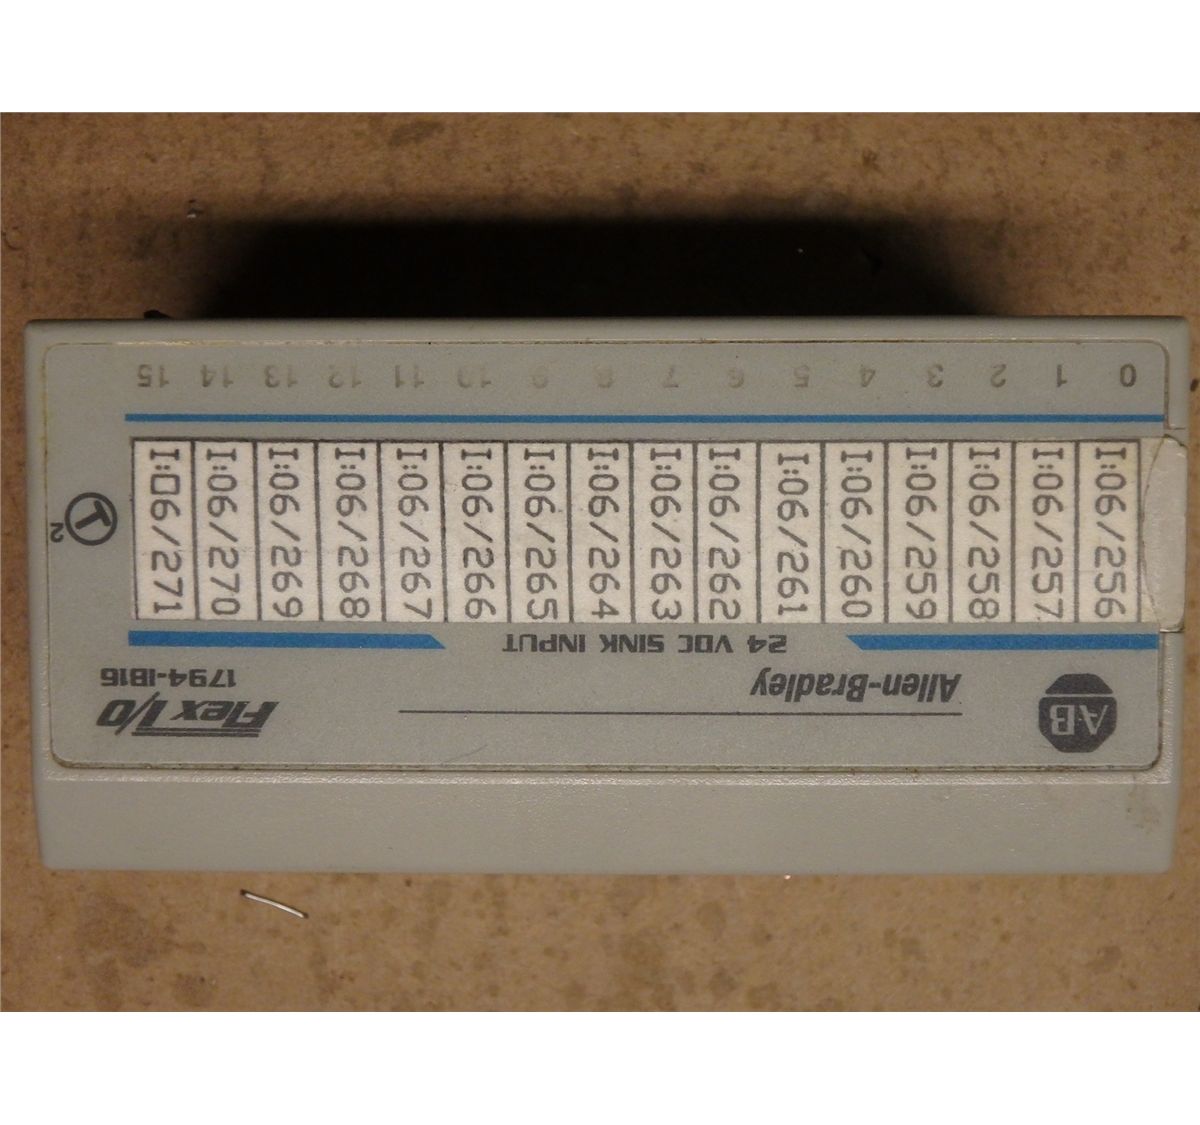 AB
Allen-Bradley
Flex I/O
1794-IB16
24 VDC SINK INPUT
I:06/256
I:06/257
I:06/258
I:06/259
I:06/260
I:06/261
I:06/262
I:06/263
I:06/264
I:06/265
I:06/266
I:06/267
I:06/268
I:06/269
I:06/270
I:06/271
0 1 2 3 4 5 6 7 8 9 10 11 12 13 14 15
T 2